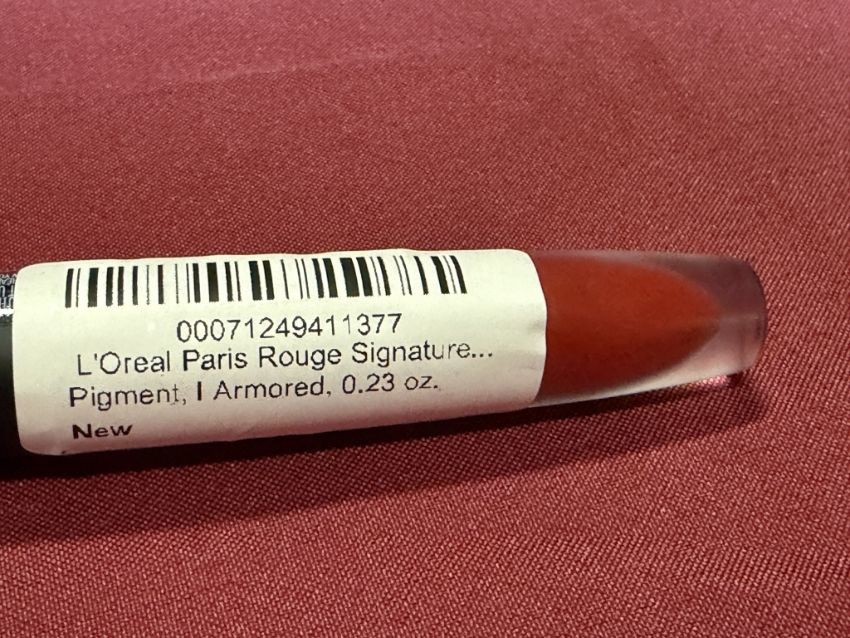 00071249411377
L'Oreal Paris Rouge Signature...
Pigment, I Armored, 0.23 oz.
New